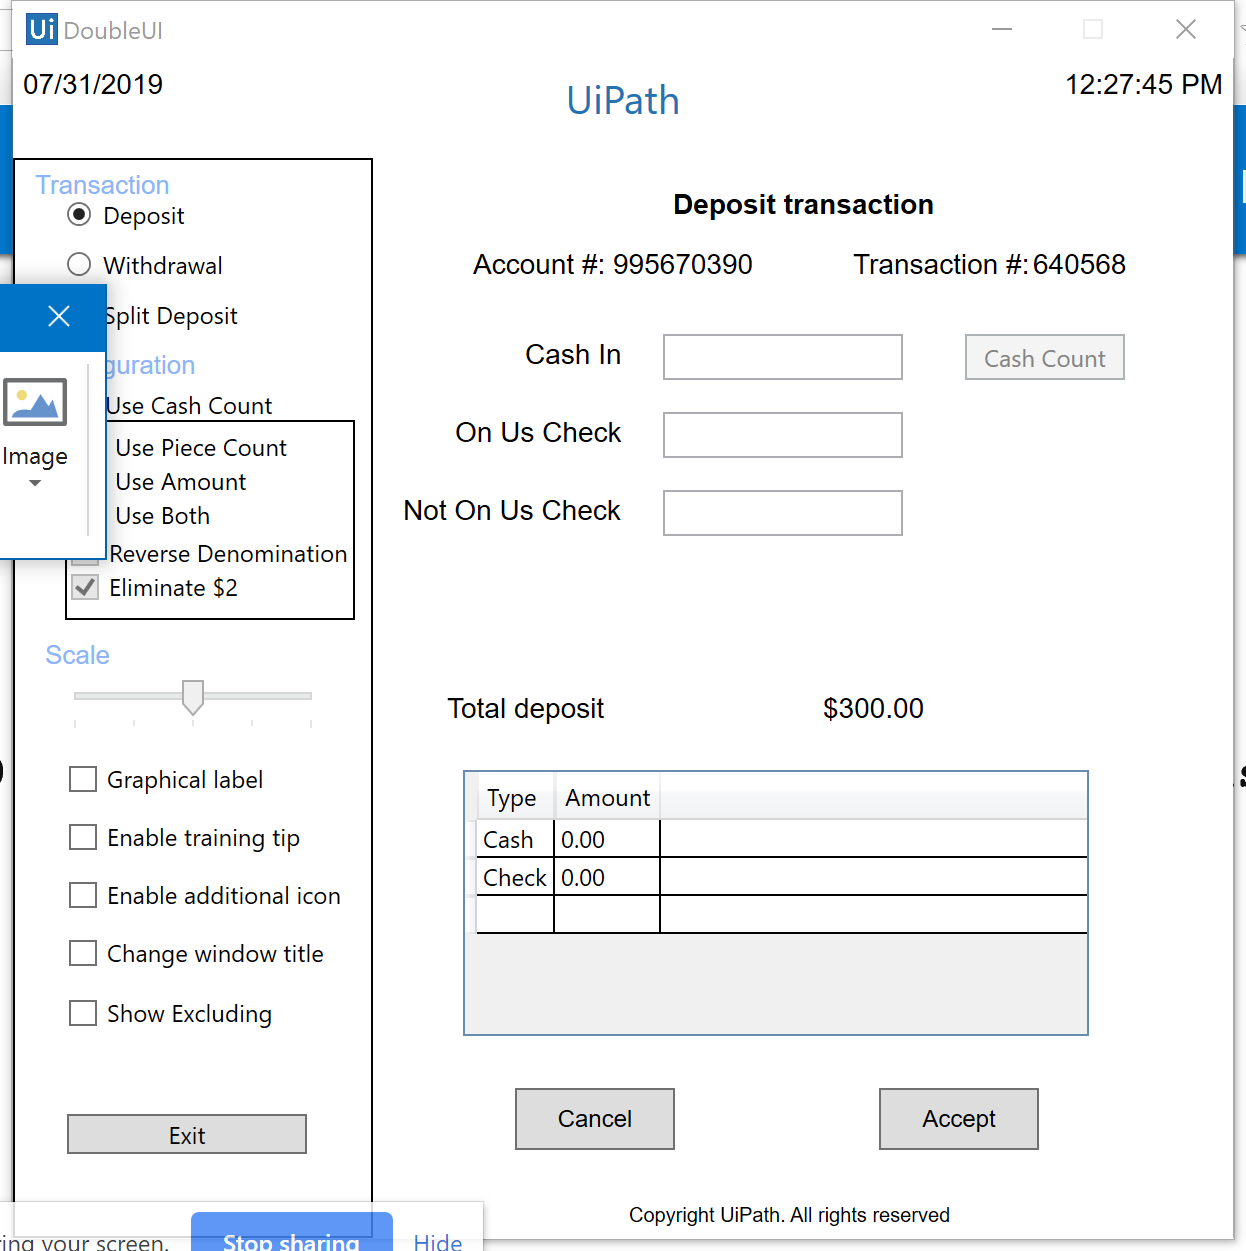 Ui DoubleUI
07/31/2019
12:27:45 PM
UiPath
Transaction
Deposit
Withdrawal
Split Deposit
guration
Use Cash Count
Use Piece Count
Use Amount
Use Both
Reverse Denomination
Eliminate $2
Image
Scale
Graphical label
Enable training tip
Enable additional icon
Change window title
Show Excluding
Exit
Deposit transaction
Account #: 995670390 Transaction #: 640568
Cash In Cash Count
On Us Check
Not On Us Check
Total deposit $300.00
Type Amount
Cash 0.00
Check 0.00
Cancel Accept
Copyright UiPath. All rights reserved
ing your screen. Stop sharing Hide